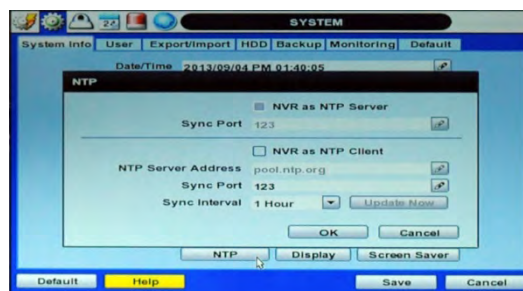 SYSTEM
System Info User Export/Import HDD Backup Monitoring Default
Date/Time 2013/09/04 PM 01:40:05
NTP
NVR as NTP Server
Sync Port 123
NVR as NTP Client
NTP Server Address pool.ntp.org
Sync Port 123
Sync Interval 1 Hour Update Now
OK Cancel
NTP Display Screen Saver
Default Help Save Cancel